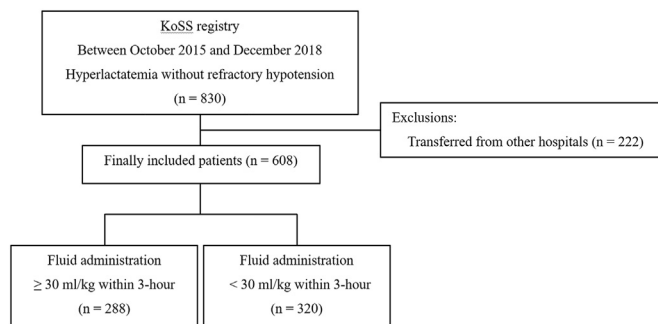 KoSS registry
Between October 2015 and December 2018
Hyperlactatemia without refractory hypotension
(n = 830)
Exclusions:
Transferred from other hospitals (n = 222)
Finally included patients (n = 608)
Fluid administration
≥ 30 ml/kg within 3-hour
(n = 288)
Fluid administration
< 30 ml/kg within 3-hour
(n = 320)